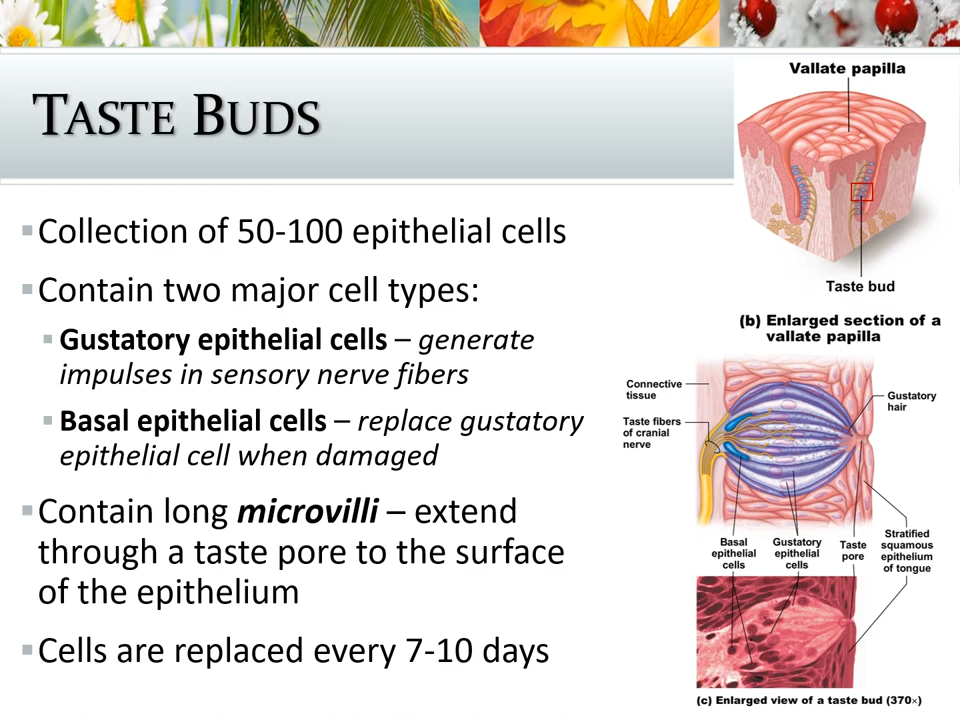 TASTE BUDS
Collection of 50-100 epithelial cells
Contain two major cell types:
Gustatory epithelial cells – generate
impulses in sensory nerve fibers
Basal epithelial cells – replace gustatory
epithelial cell when damaged
Contain long microvilli – extend
through a taste pore to the surface
of the epithelium
Cells are replaced every 7-10 days
Vallate papilla
Taste bud
(b) Enlarged section of a
vallate papilla
Connective
tissue
Taste fibers
of cranial
nerve
Gustatory
hair
Basal
epithelial
cells
Gustatory
epithelial
cells
Taste
pore
Stratified
squamous
epithelium
of tongue
(c) Enlarged view of a taste bud (370×)